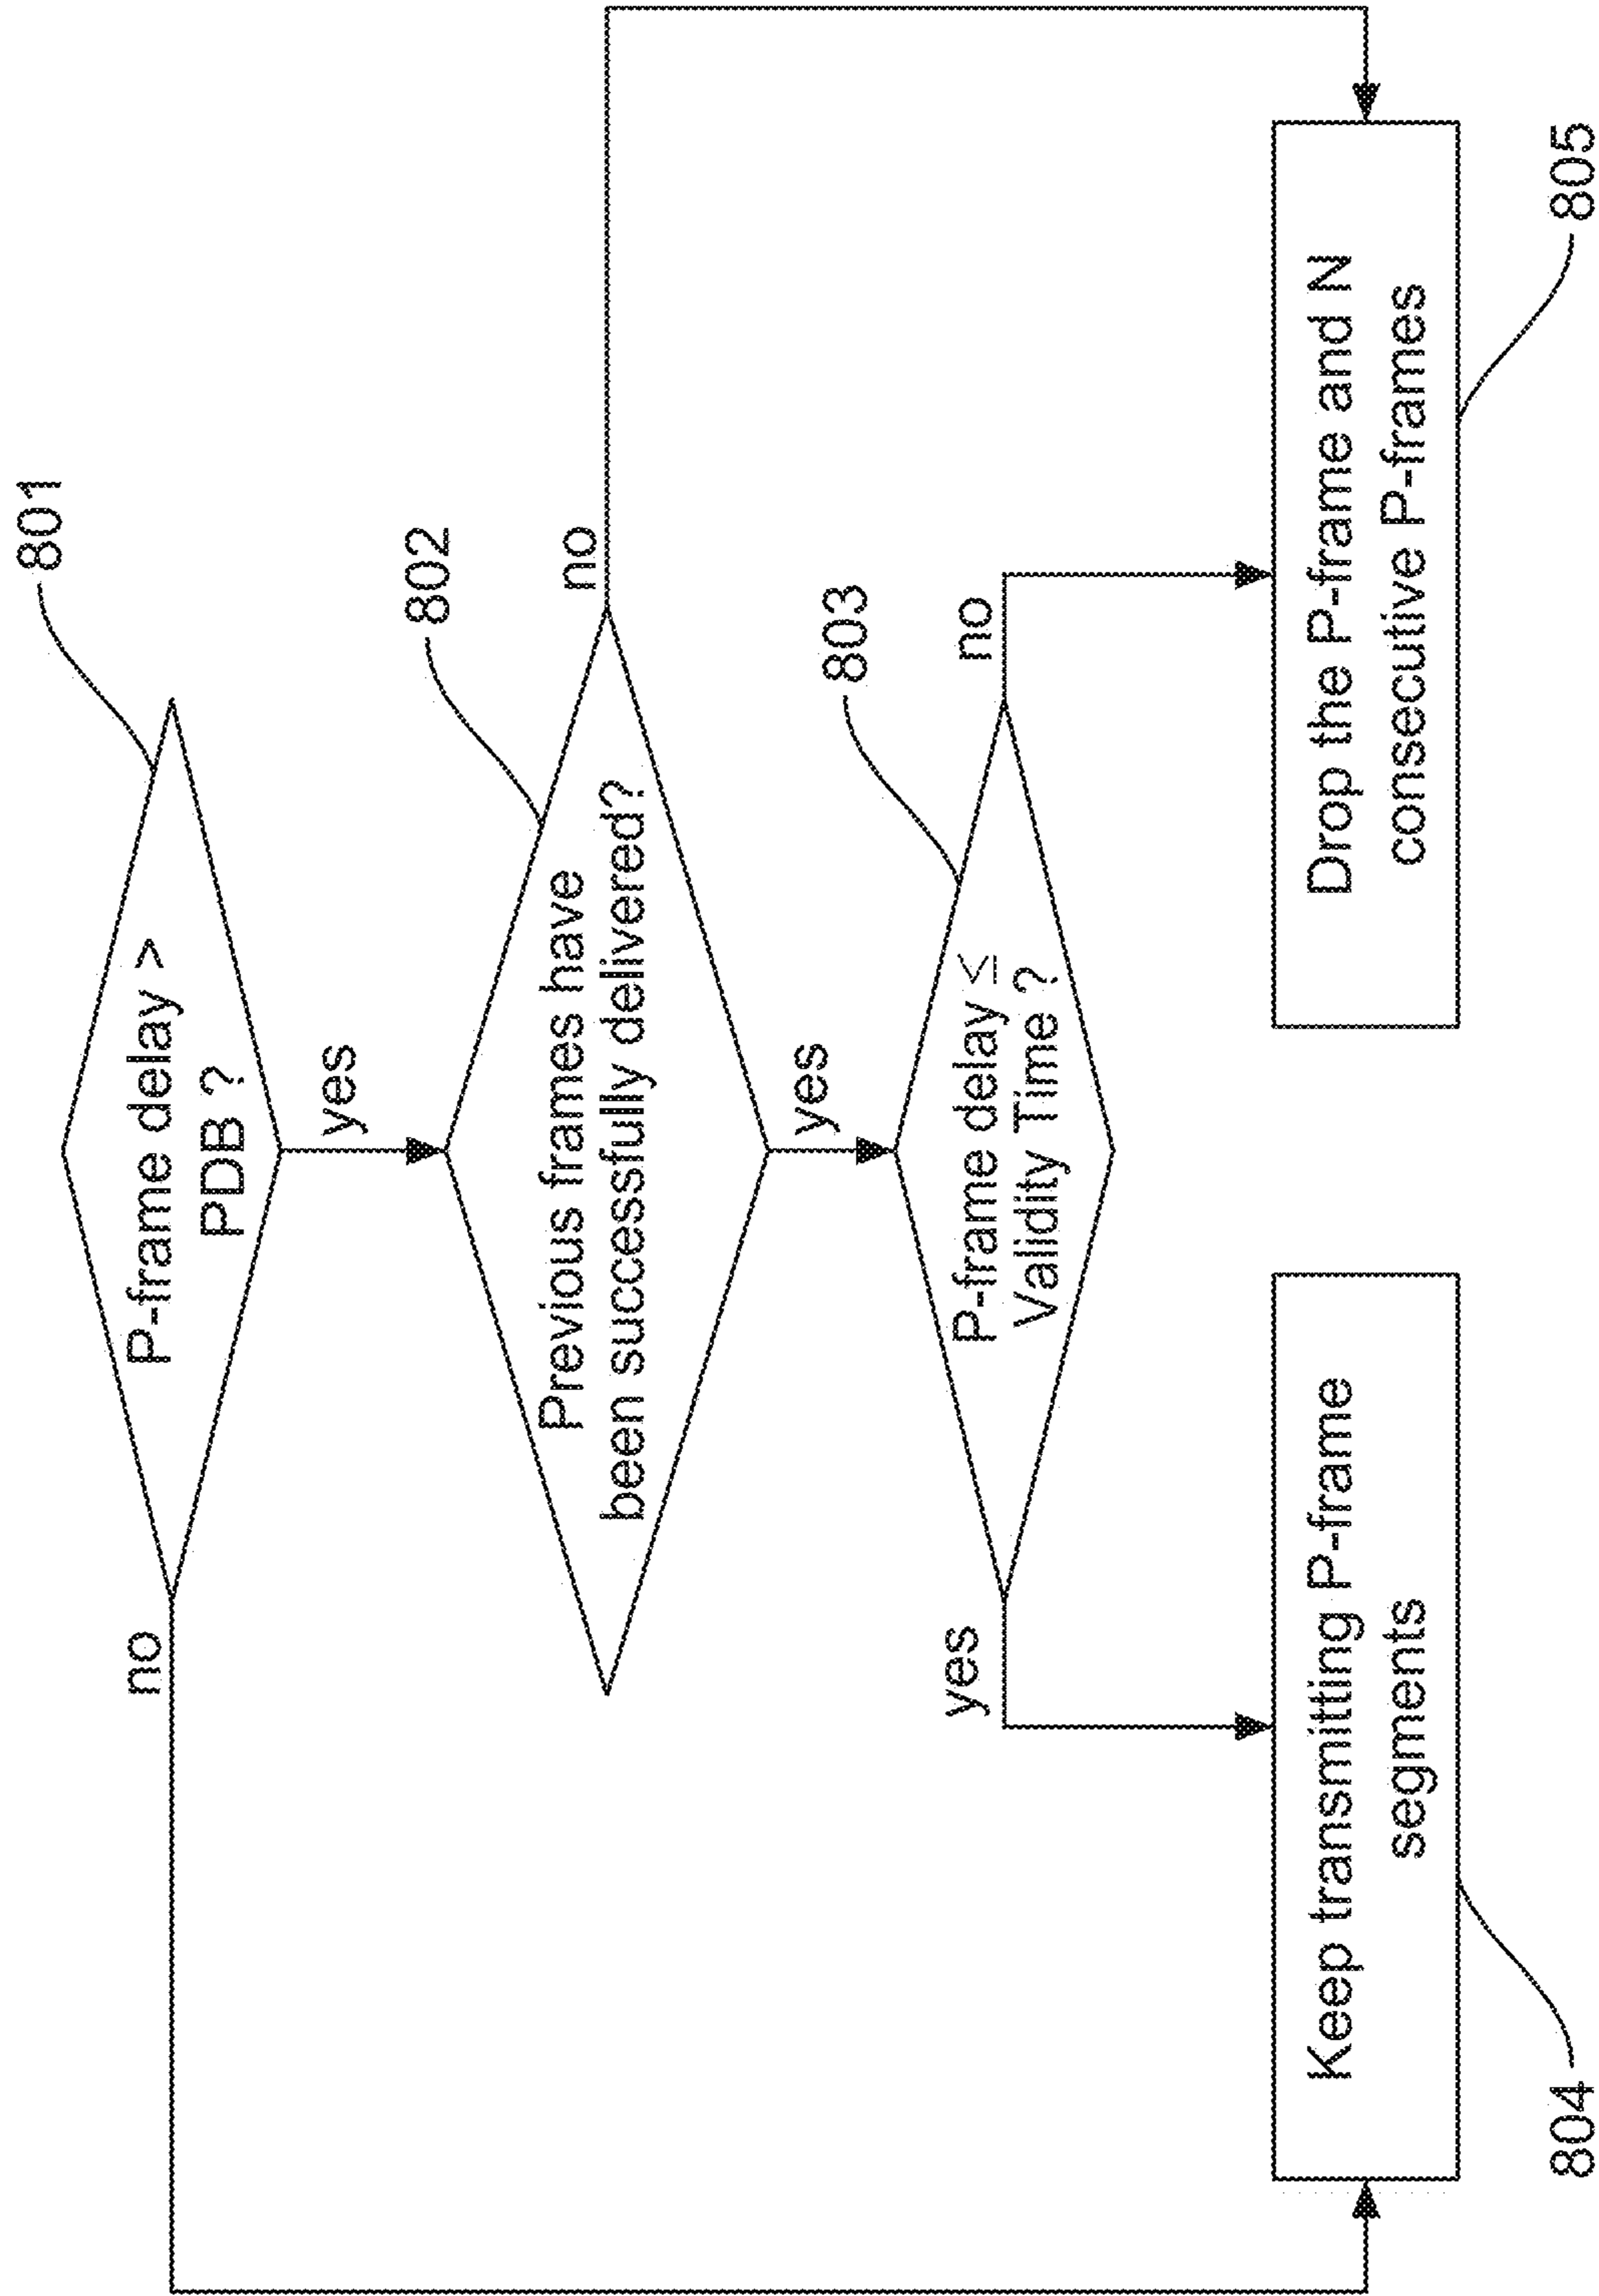 801
P-frame delay >
PDB ?
no
yes
802
Previous frames have
been successfully delivered?
no
yes
803
P-frame delay ≤
Validity Time ?
yes
no
Keep transmitting P-frame
segments
804
Drop the P-frame and N
consecutive P-frames
805